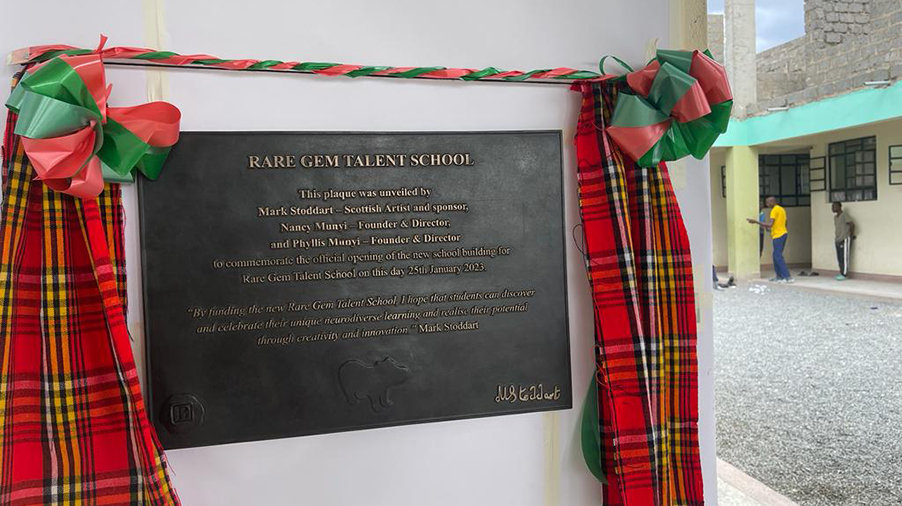 RARE GEM TALENT SCHOOL
This plaque was unveiled by
Mark Stoddart – Scottish Artist and sponsor,
Nancy Munyi – Founder & Director,
and Phyllis Munyi – Founder & Director
to commemorate the official opening of the new school building for
Rare Gem Talent School on this day 25th January 2023.
"By funding the new Rare Gem Talent School, I hope that students can discover
and celebrate their unique neurodiverse learning and realise their potential
through creativity and innovation." Mark Stoddart
MStoddart